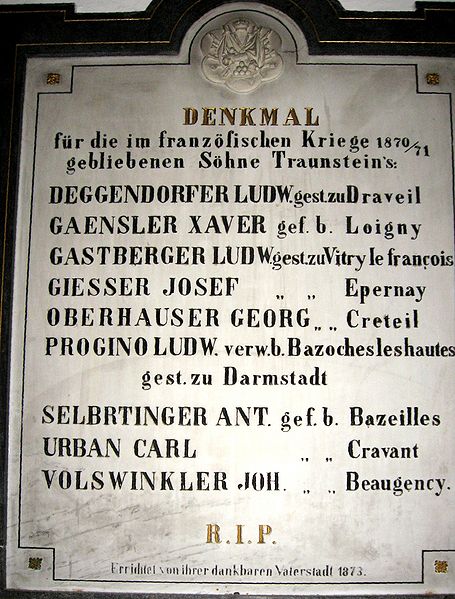 DENKMAL
für die im französischen Kriege 1870/71
gebliebenen Söhne Traunstein's:
DEGGENDORFER LUDW. gest. zu Draveil
GAENSLER XAVER gef. b. Loigny
GASTBERGER LUDW. gest. zu Vitry le françois
GIESSER JOSEF " " Epernay
OBERHAUSER GEORG " " Creteil
PROGINO LUDW. verw. b. Bazoches les hautes
gest. zu Darmstadt
SELBRTINGER ANT. gef. b. Bazeilles
URBAN CARL " " Cravant
VOLSWINKLER JOH. " " Beaugency.
R.I.P.
Errichtet von ihrer dankbaren Vaterstadt 1873.